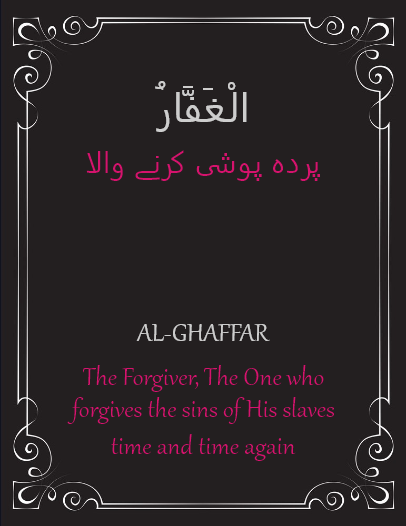 الْغَفَّارُ
پردہ پوشی کرنے والا
AL-GHAFFAR
The Forgiver, The One who
forgives the sins of His slaves
time and time again